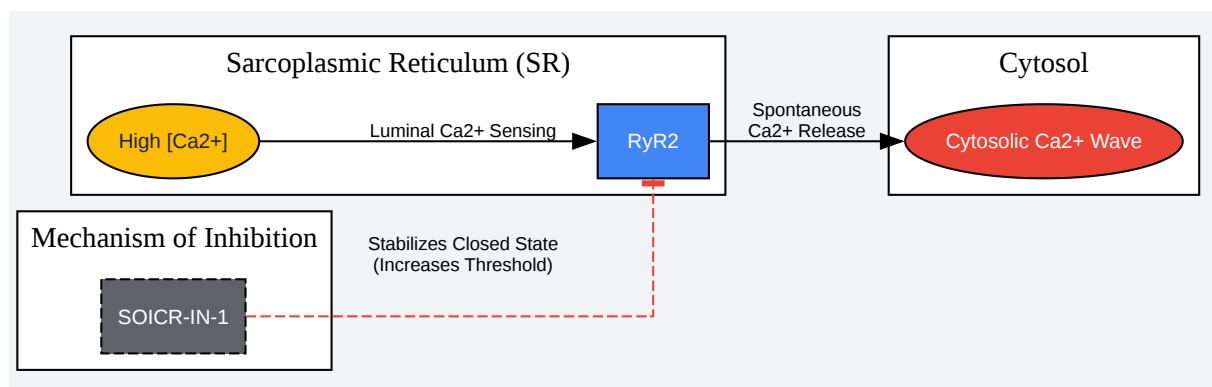 Sarcoplasmic Reticulum (SR)
High [Ca2+]
Luminal Ca2+ Sensing
RyR2
Spontaneous
Ca2+ Release
Cytosol
Cytosolic Ca2+ Wave
Mechanism of Inhibition
SOICR-IN-1
Stabilizes Closed State
(Increases Threshold)